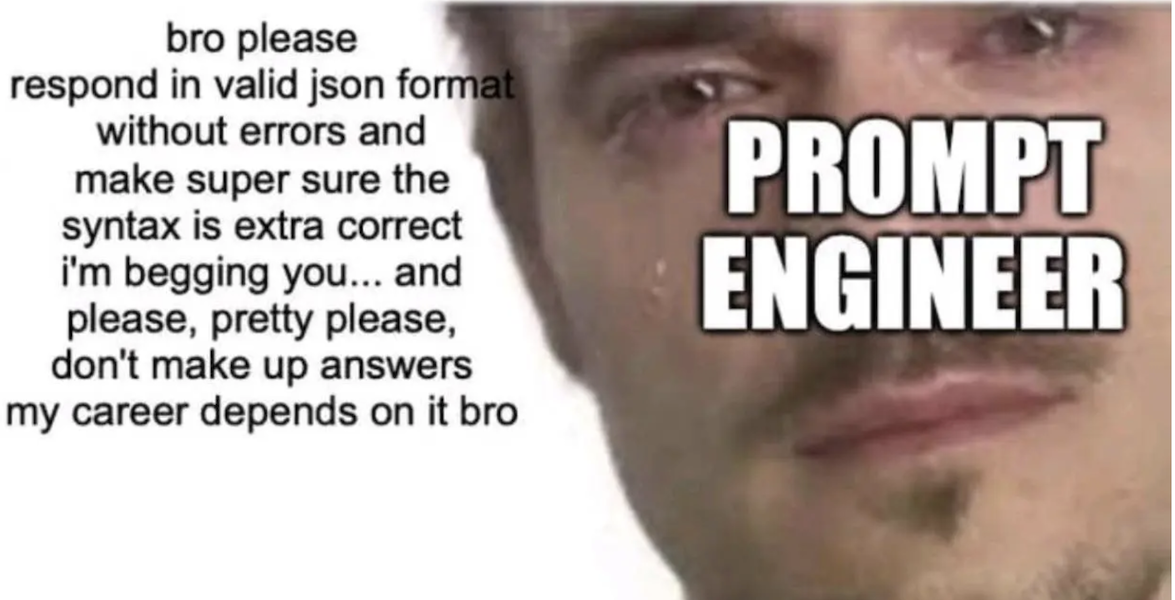 bro please
respond in valid json format
without errors and
make super sure the
syntax is extra correct
i'm begging you... and
please, pretty please,
don't make up answers
my career depends on it bro
PROMPT
ENGINEER